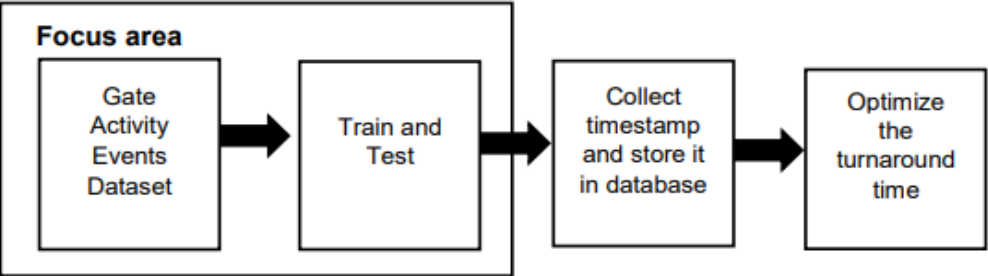 Focus area
Gate
Activity
Events
Dataset
Train and
Test
Collect
timestamp
and store it
in database
Optimize
the
turnaround
time